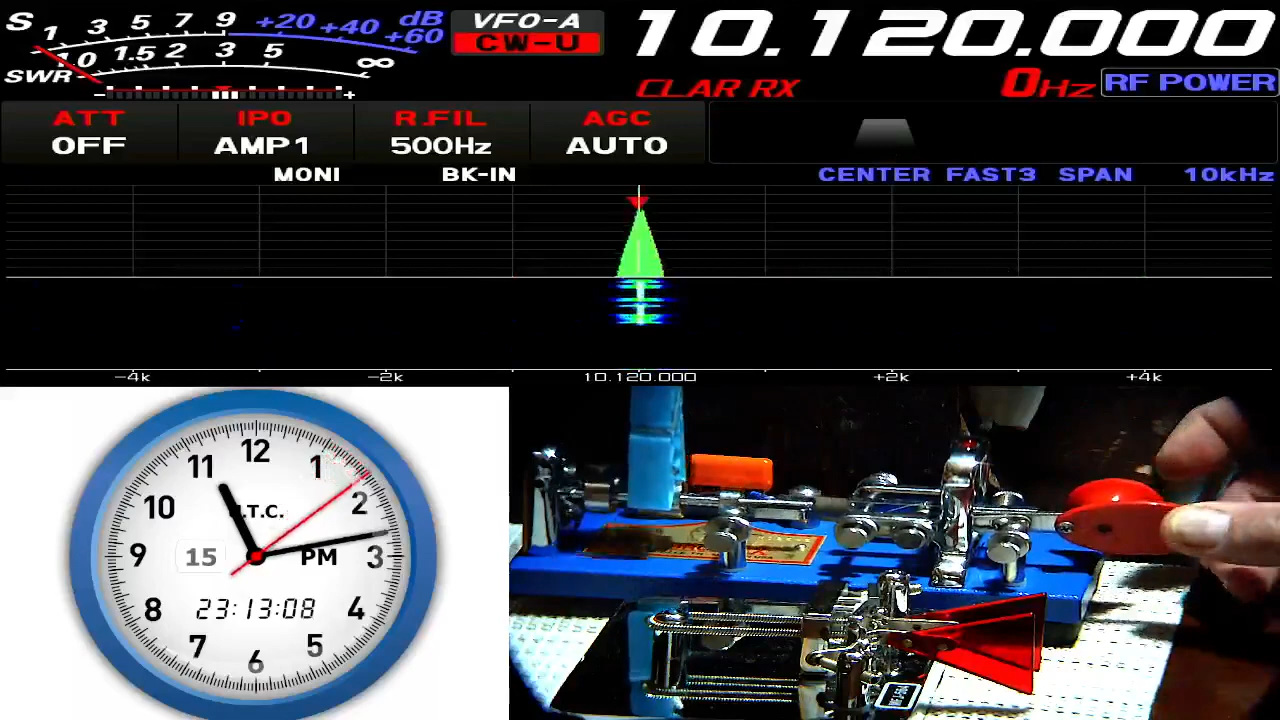 S 1 3 5 7 9 +20 +40 dB +60
SWR 1.0 1.5 2 3 5 ∞
- +
VFO-A
CW-U
10.120.000
CLAR RX 0Hz RF POWER
ATT IPO R.FIL AGC
OFF AMP1 500Hz AUTO
MONI BK-IN CENTER FAST3 SPAN 10kHz
-4k -2k 10.120.000 +2k +4k
12
11 1
10 .T.C. 2
9 15 PM 3
8 23:13:08 4
7 5
6